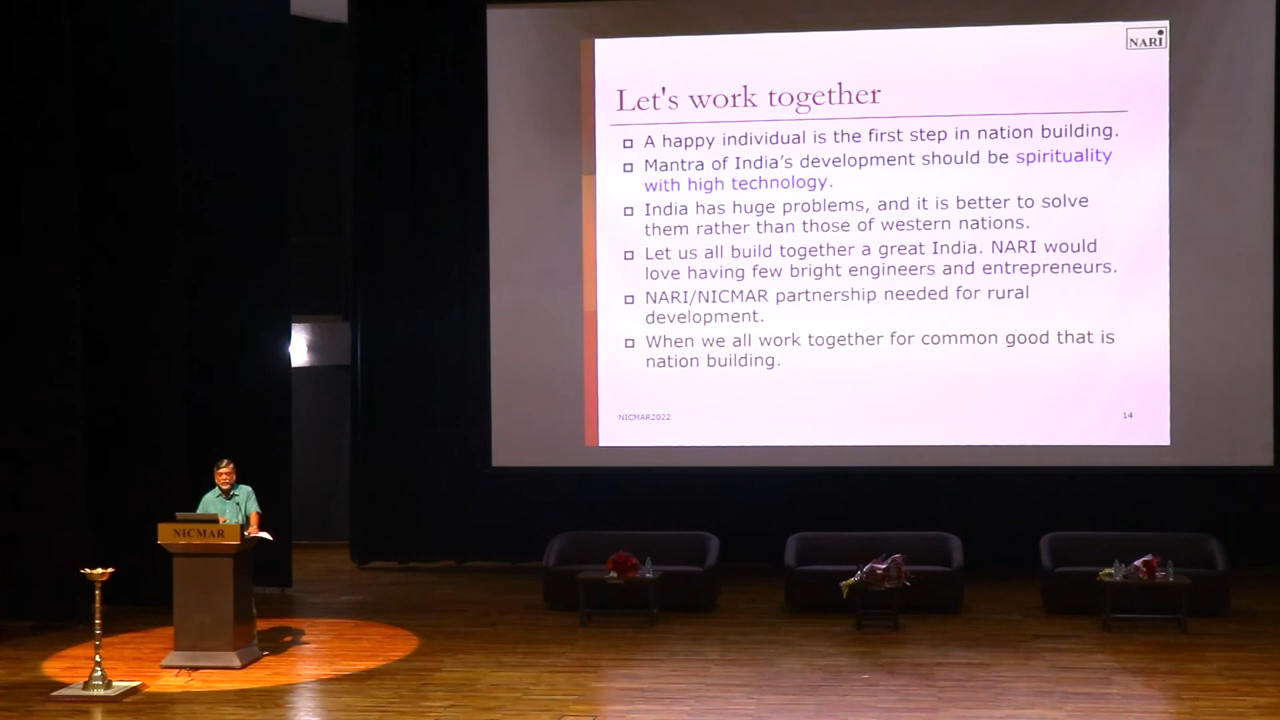 NARI
Let's work together
A happy individual is the first step in nation building.
Mantra of India's development should be spirituality
with high technology.
India has huge problems, and it is better to solve
them rather than those of western nations.
Let us all build together a great India. NARI would
love having few bright engineers and entrepreneurs.
NARI/NICMAR partnership needed for rural
development.
When we all work together for common good that is
nation building.
NICMAR2022
14
NICMAR